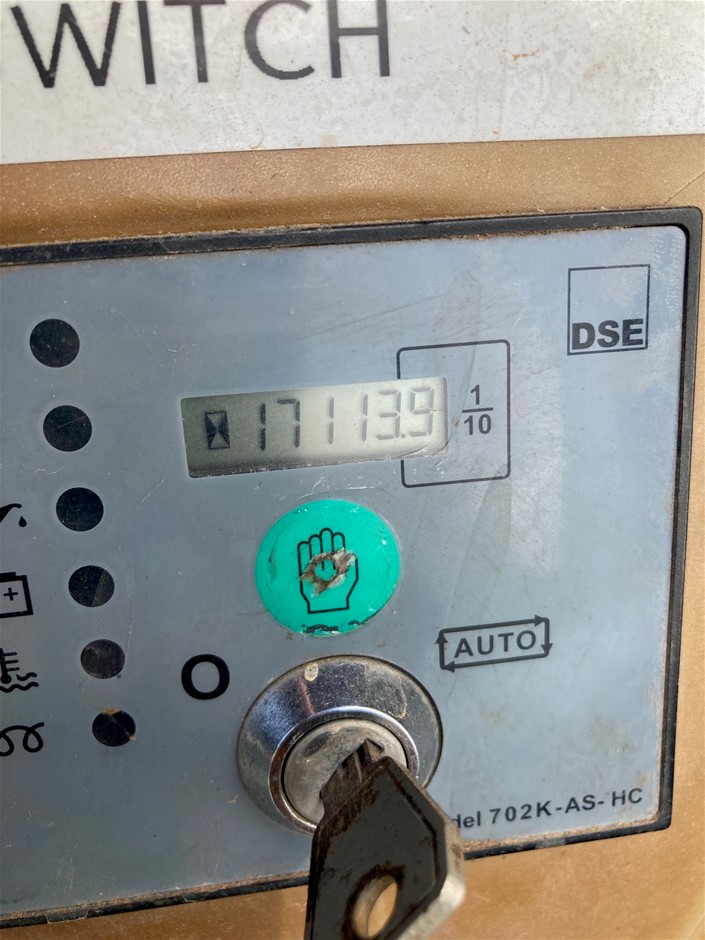 WITCH
DSE
17113.9
1
10
O
AUTO
del 702K-AS-HC